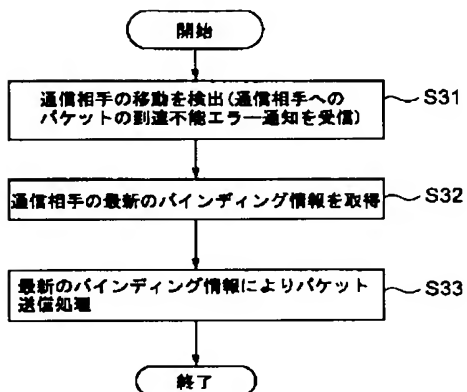 開始
通信相手の移動を検出(通信相手への
パケットの到達不能エラー通知を受信)
S31
通信相手の最新のバインディング情報を取得
S32
最新のバインディング情報によりパケット
送信処理
S33
終了